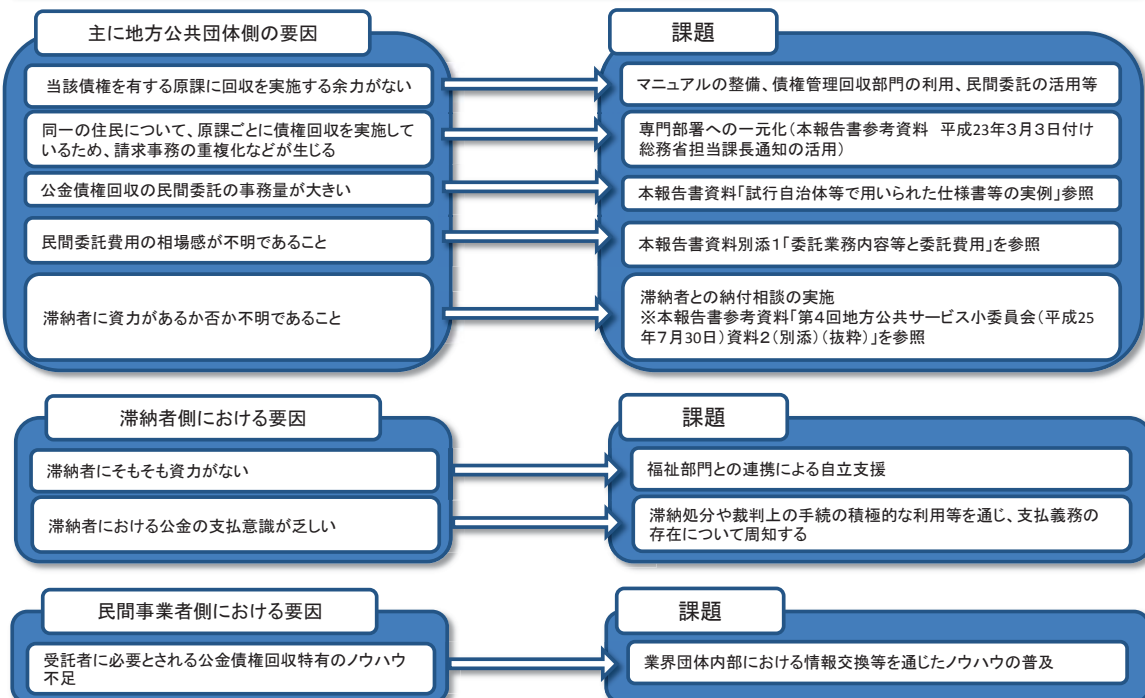 主に地方公共団体側の要因
課題
当該債権を有する原課に回収を実施する余力がない
マニュアルの整備、債権管理回収部門の利用、民間委託の活用等
同一の住民について、原課ごとに債権回収を実施して
いるため、請求事務の重複化などが生じる
専門部署への一元化(本報告書参考資料　平成23年3月3日付け
総務省担当課長通知の活用)
公金債権回収の民間委託の事務量が大きい
本報告書資料「試行自治体等で用いられた仕様書等の実例」参照
民間委託費用の相場感が不明であること
本報告書資料別添1「委託業務内容等と委託費用」を参照
滞納者に資力があるか否か不明であること
滞納者との納付相談の実施
※本報告書参考資料「第4回地方公共サービス小委員会(平成25
年7月30日)資料2(別添)(抜粋)」を参照
滞納者側における要因
課題
滞納者にそもそも資力がない
福祉部門との連携による自立支援
滞納者における公金の支払意識が乏しい
滞納処分や裁判上の手続の積極的な利用等を通じ、支払義務の
存在について周知する
民間事業者側における要因
課題
受託者に必要とされる公金債権回収特有のノウハウ
不足
業界団体内部における情報交換等を通じたノウハウの普及